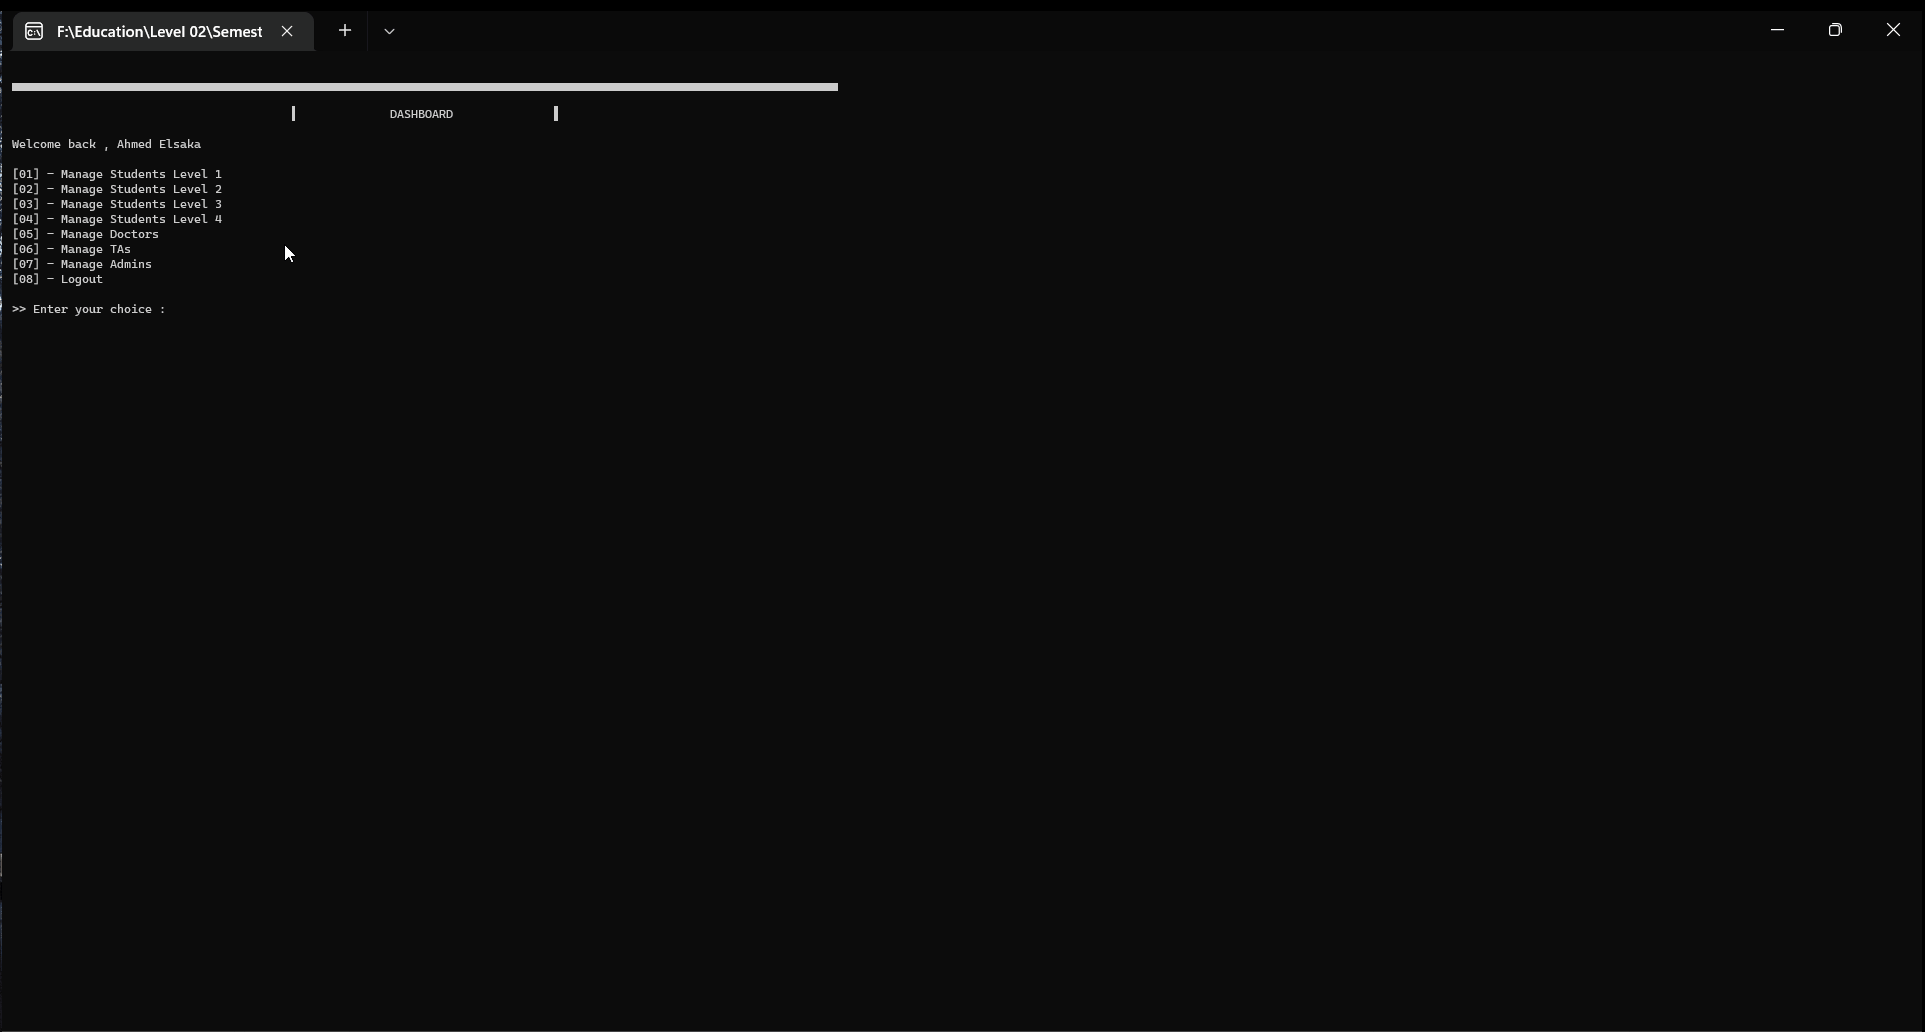 F:\Education\Level 02\Semest
DASHBOARD
Welcome back , Ahmed Elsaka
[01] - Manage Students Level 1
[02] - Manage Students Level 2
[03] - Manage Students Level 3
[04] - Manage Students Level 4
[05] - Manage Doctors
[06] - Manage TAs
[07] - Manage Admins
[08] - Logout
>> Enter your choice :